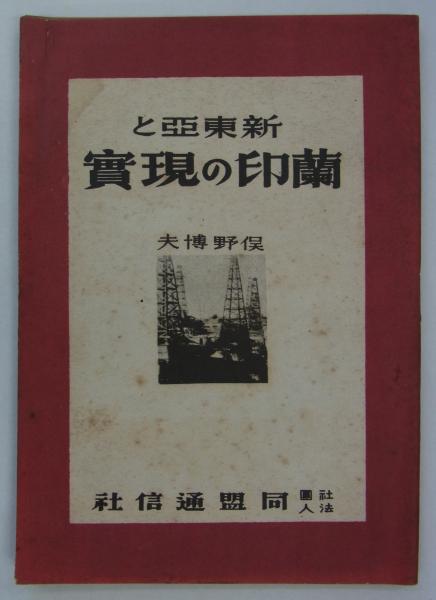 新東亞と
蘭印の現實
俣野博夫
社團法人 同盟通信社